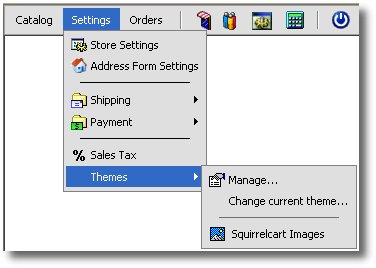 Catalog Settings Orders
Store Settings
Address Form Settings
Shipping
Payment
% Sales Tax
Themes
Manage...
Change current theme...
Squirrelcart Images